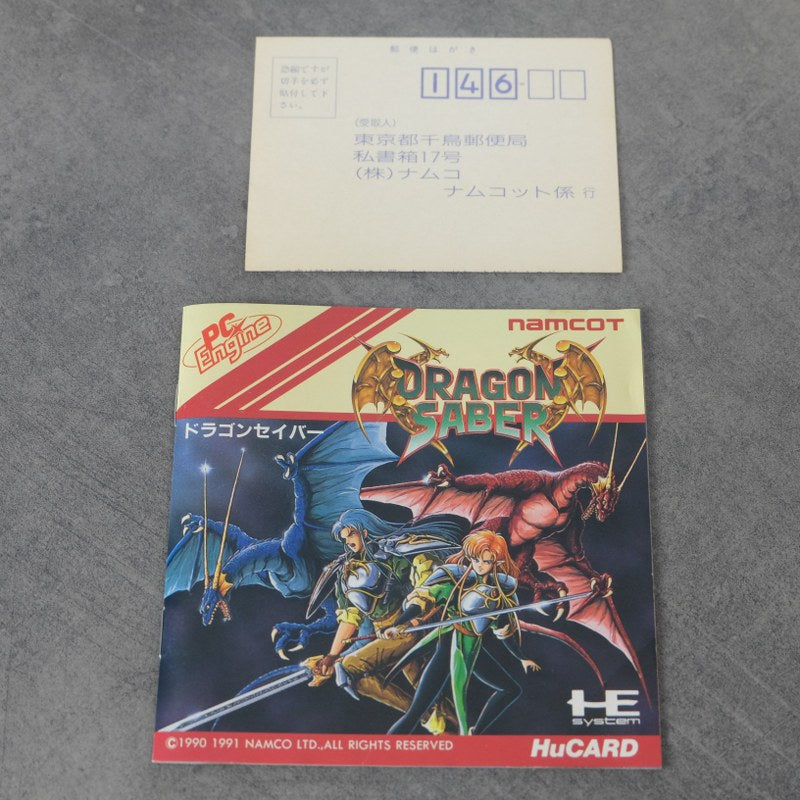 郵便はがき
恐縮ですが
切手を必ず
貼付して下
さい。
146-
(受取人)
東京都千鳥郵便局
私書箱17号
(株)ナムコ
ナムコット係 行
PC Engine
namcoT
DRAGON
SABER
ドラゴンセイバー
HE
system
©1990 1991 NAMCO LTD.,ALL RIGHTS RESERVED
HuCARD